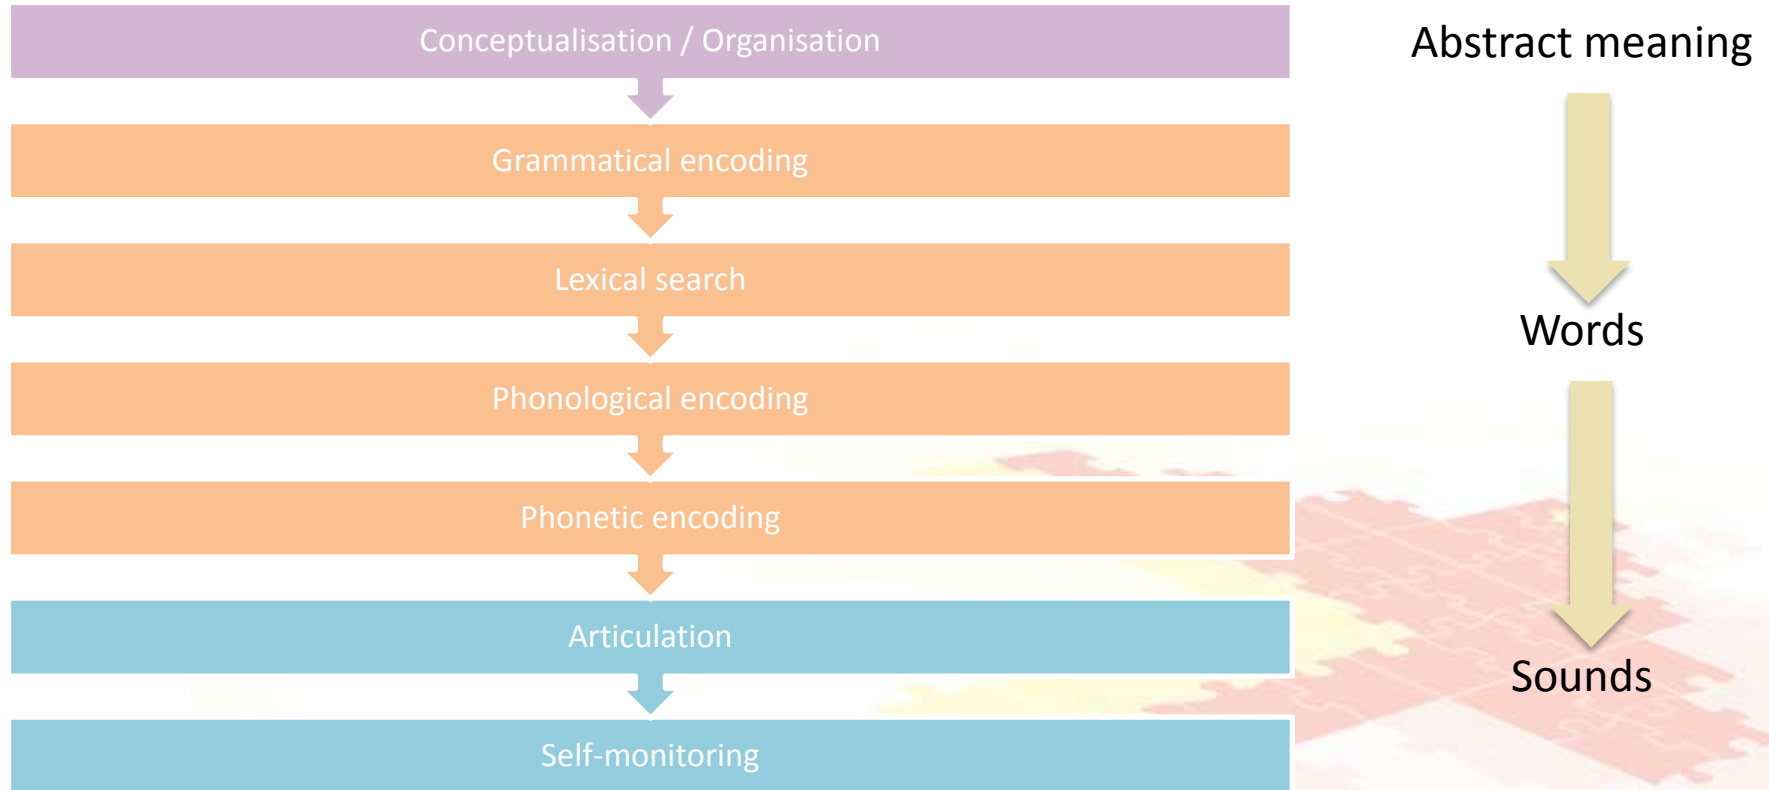 Conceptualisation / Organisation
Grammatical encoding
Lexical search
Phonological encoding
Phonetic encoding
Articulation
Self-monitoring
Abstract meaning
Words
Sounds